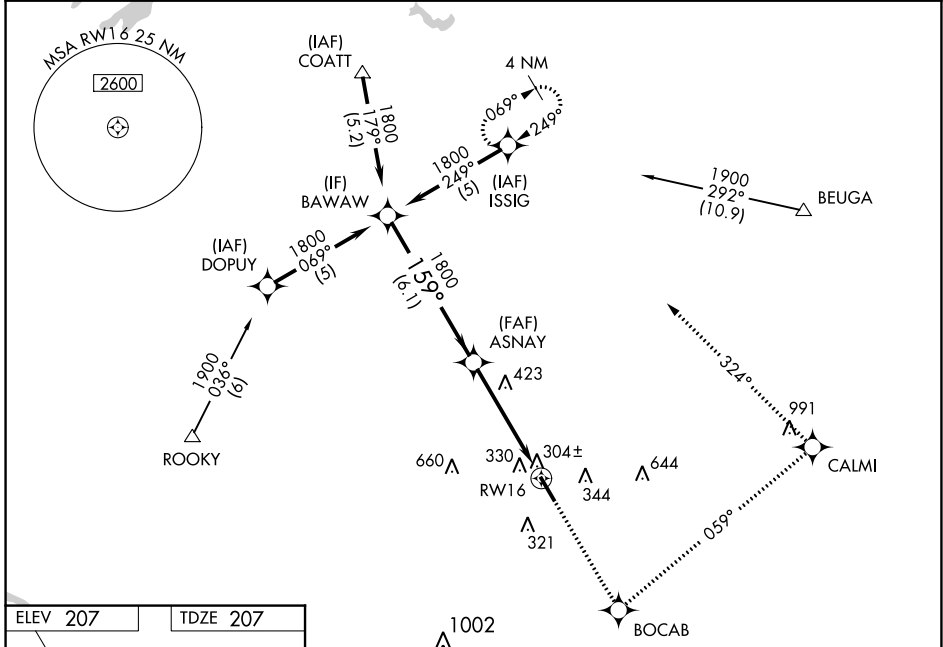 MSA RW16 25 NM
2600
(IAF)
COATT
1800
179°
(5.2)
4 NM
069°
249°
1800
249°
(5)
(IAF)
ISSIG
(IF)
BAWAW
1900
292°
(10.9)
BEUGA
(IAF)
DOPUY
1800
069°
(5)
1800
159°
(6.1)
(FAF)
ASNAY
423
1900
036°
(6)
ROOKY
324°
991
CALMI
660
330
304±
RW16
344
644
321
059°
BOCAB
ELEV 207
TDZE 207
1002